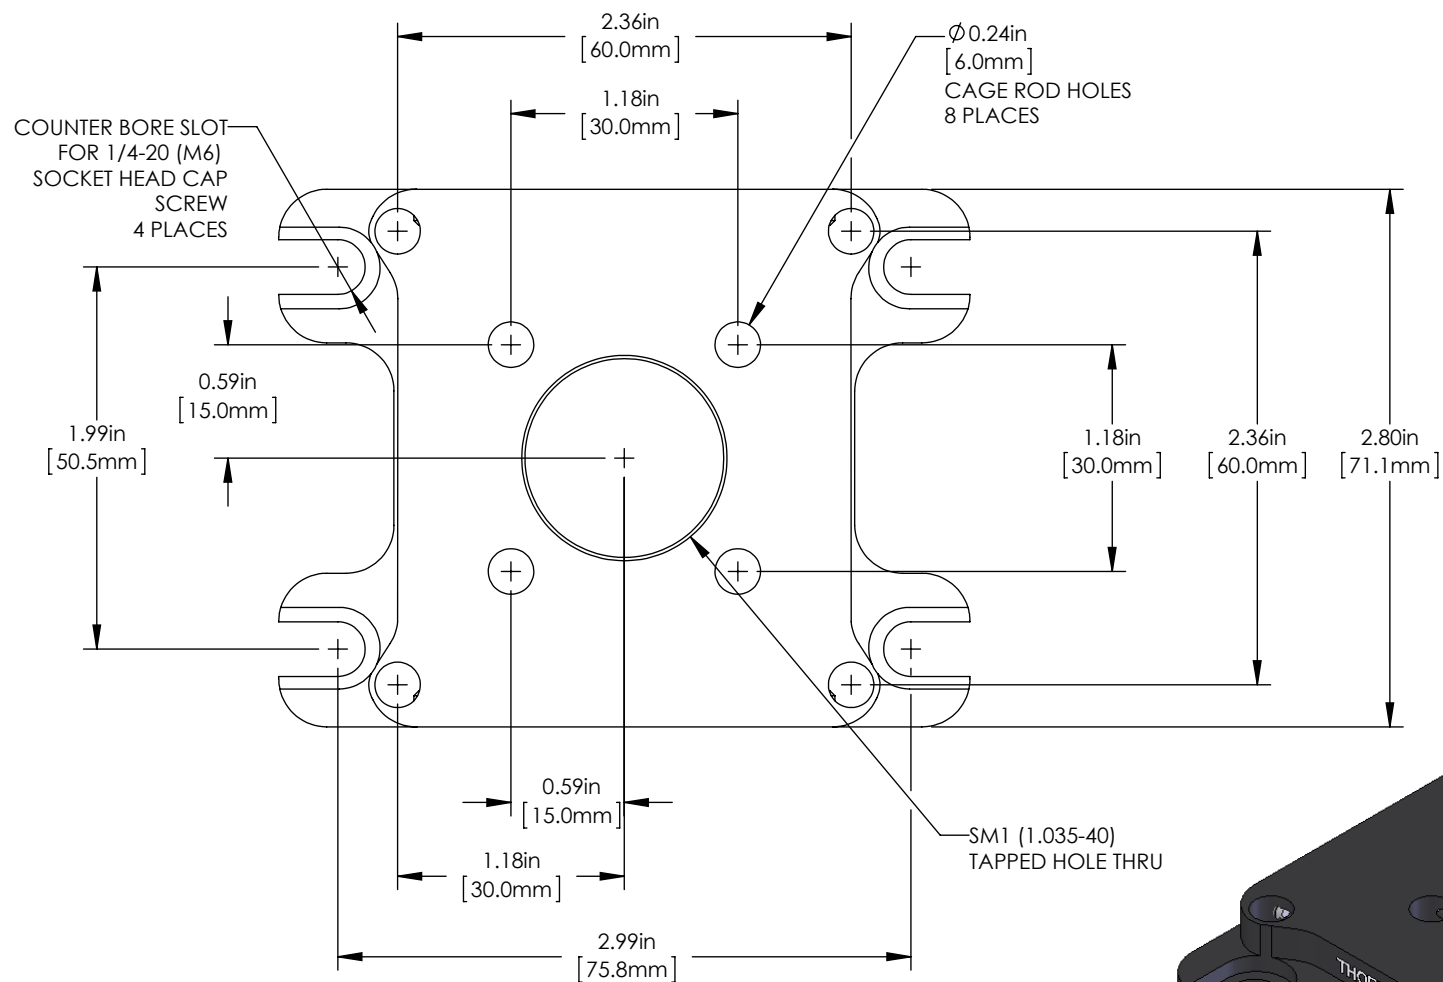 2.36in
[60.0mm]
Ø0.24in
[6.0mm]
CAGE ROD HOLES
8 PLACES
1.18in
[30.0mm]
COUNTER BORE SLOT
FOR 1/4-20 (M6)
SOCKET HEAD CAP
SCREW
4 PLACES
0.59in
[15.0mm]
1.99in
[50.5mm]
1.18in
[30.0mm]
2.36in
[60.0mm]
2.80in
[71.1mm]
0.59in
[15.0mm]
SM1 (1.035-40)
TAPPED HOLE THRU
1.18in
[30.0mm]
2.99in
[75.8mm]